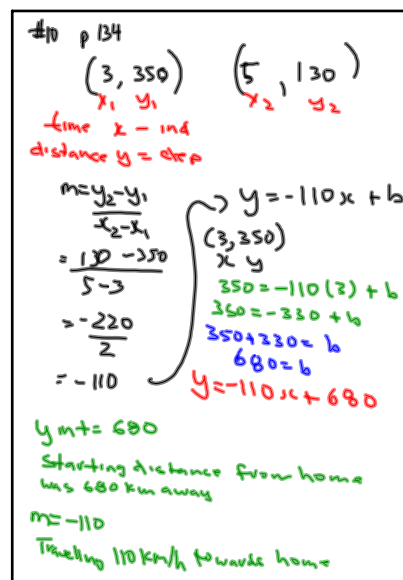 #10 p 134
(3, 350) (5, 130)
x₁ y₁ x₂ y₂
time x - ind
distance y = dep
m = y₂-y₁
x₂-x₁
= 130 - 350
5-3
= -220
2
= -110
y = -110x + b
(3, 350)
x y
350 = -110(3) + b
350 = -330 + b
350+330 = b
680 = b
y = -110x + 680
y int = 680
Starting distance from home
was 680 km away
m = -110
Traveling 110 km/h towards home